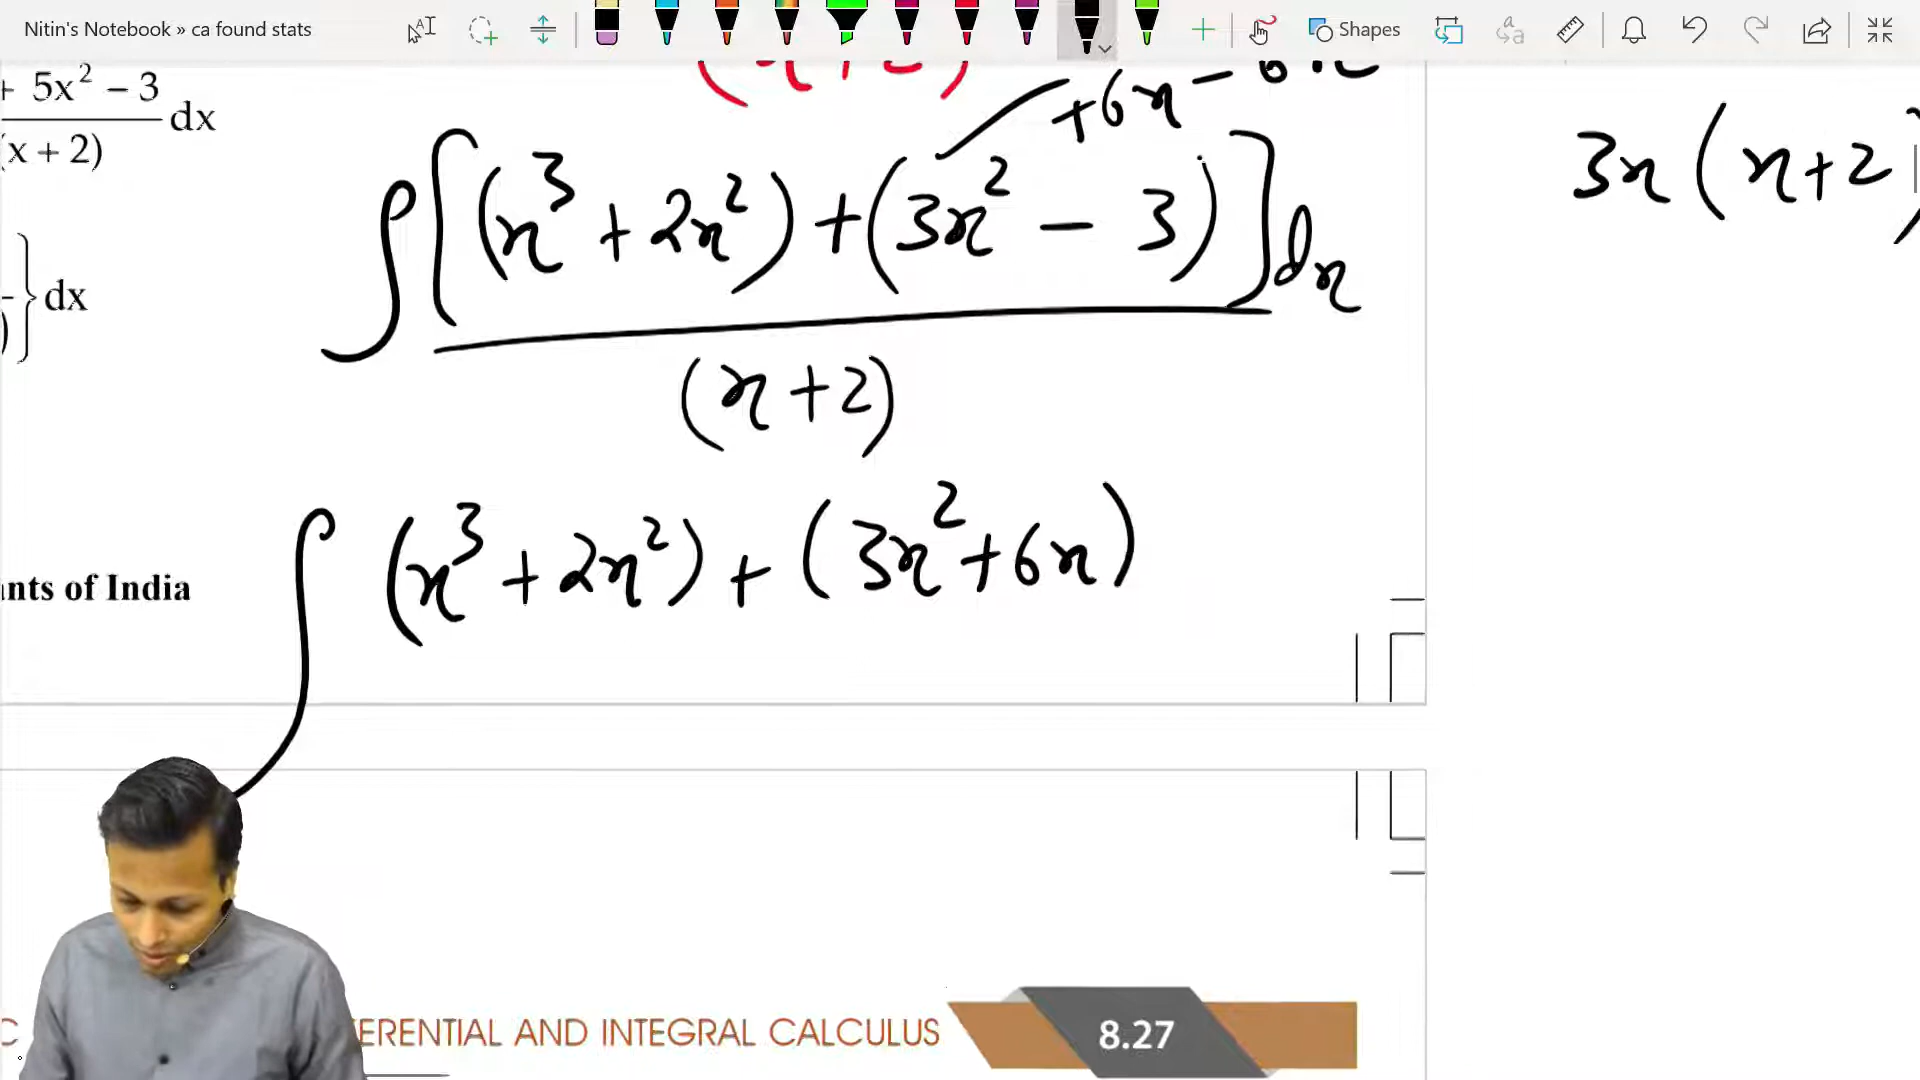 Nitin's Notebook » ca found stats
Shapes
+ 5x² – 3
(x + 2)
dx
} dx
+6x – 6x
∫ [(x³ + 2x²) + (3x² – 3)] dx
(x+2)
3x (x+2)
∫ (x³ + 2x²) + (3x² + 6x)
nts of India
ERENTIAL AND INTEGRAL CALCULUS
8.27